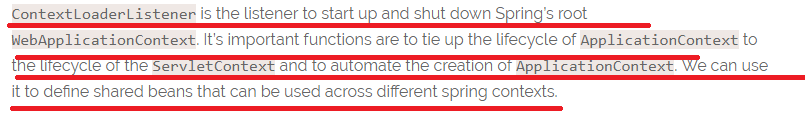 ContextLoaderListener is the listener to start up and shut down Spring's root
WebApplicationContext. It's important functions are to tie up the lifecycle of ApplicationContext to
the lifecycle of the ServletContext and to automate the creation of ApplicationContext. We can use
it to define shared beans that can be used across different spring contexts.